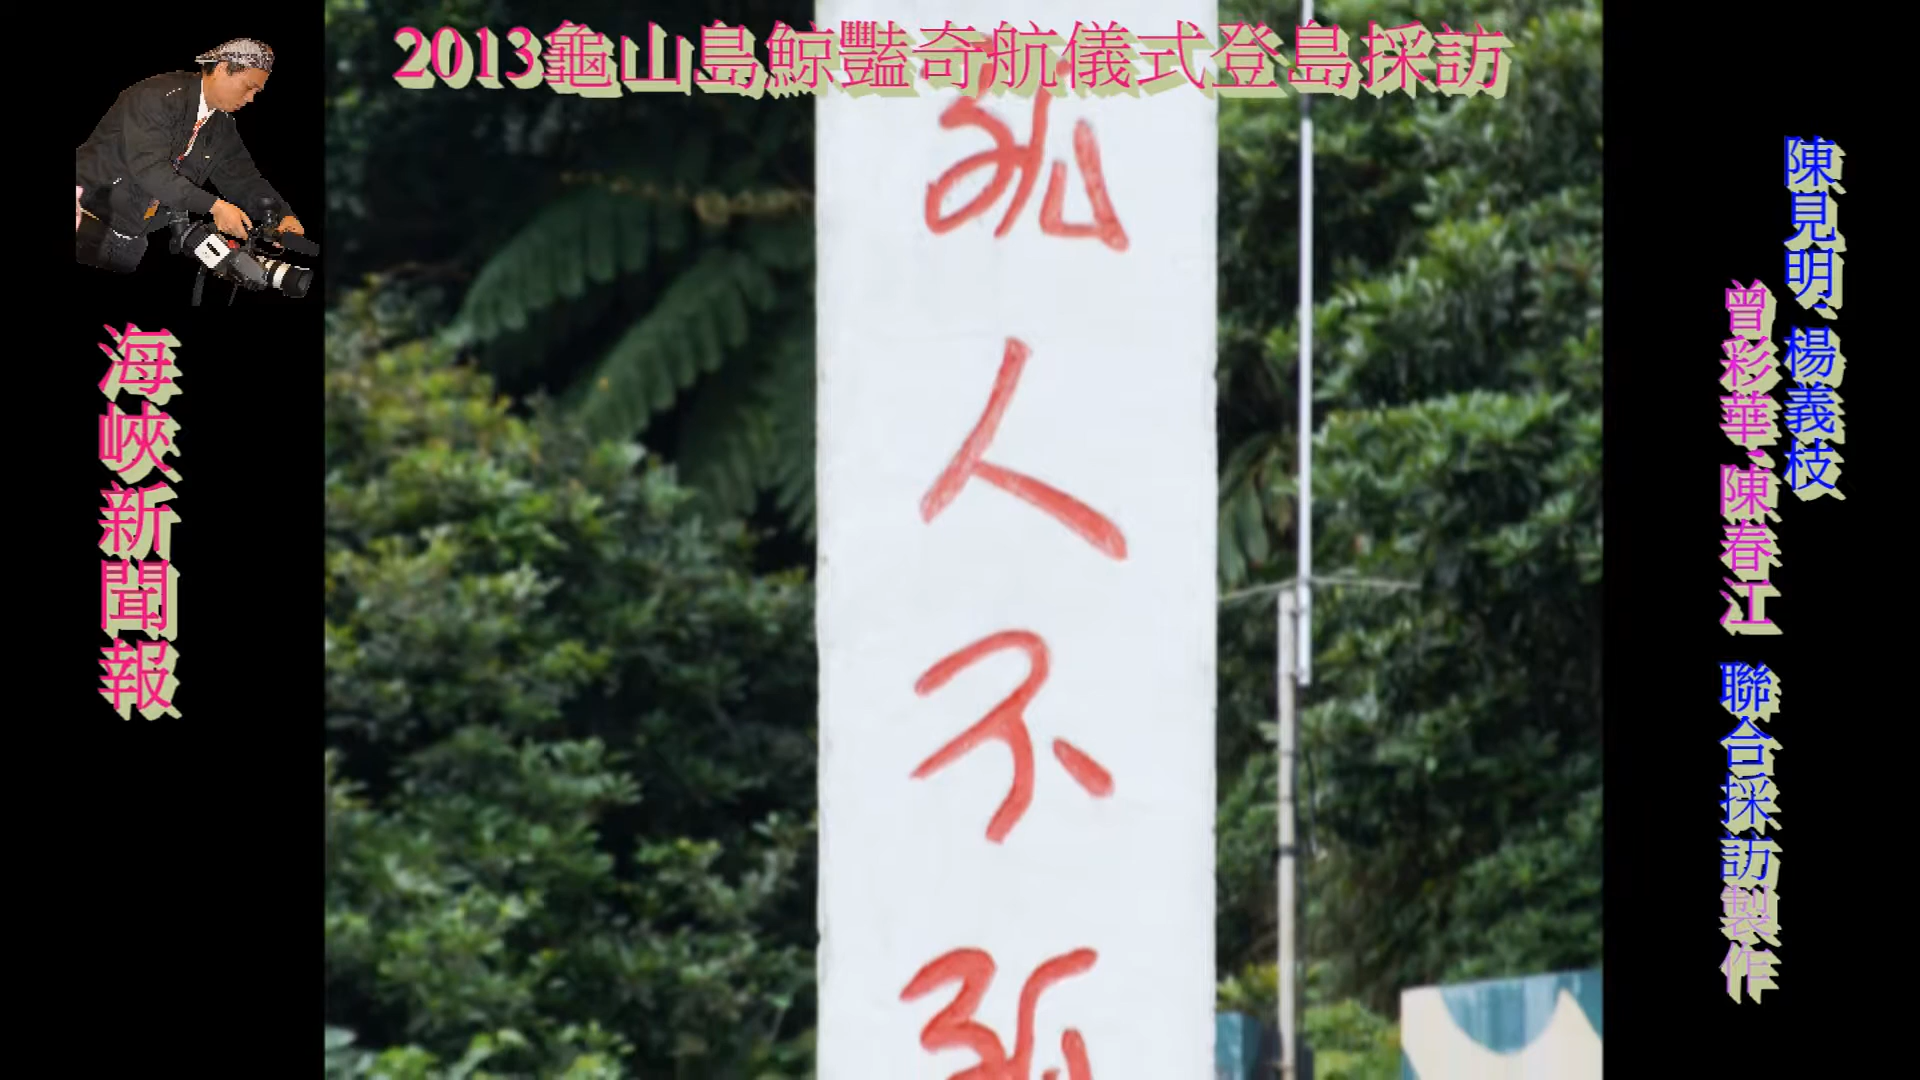 2013龜山島鯨豔奇航儀式登島採訪
海峽新聞報
孤
人
不
孤
陳見明.楊義枝
曾彩華.陳春江 聯合採訪製作